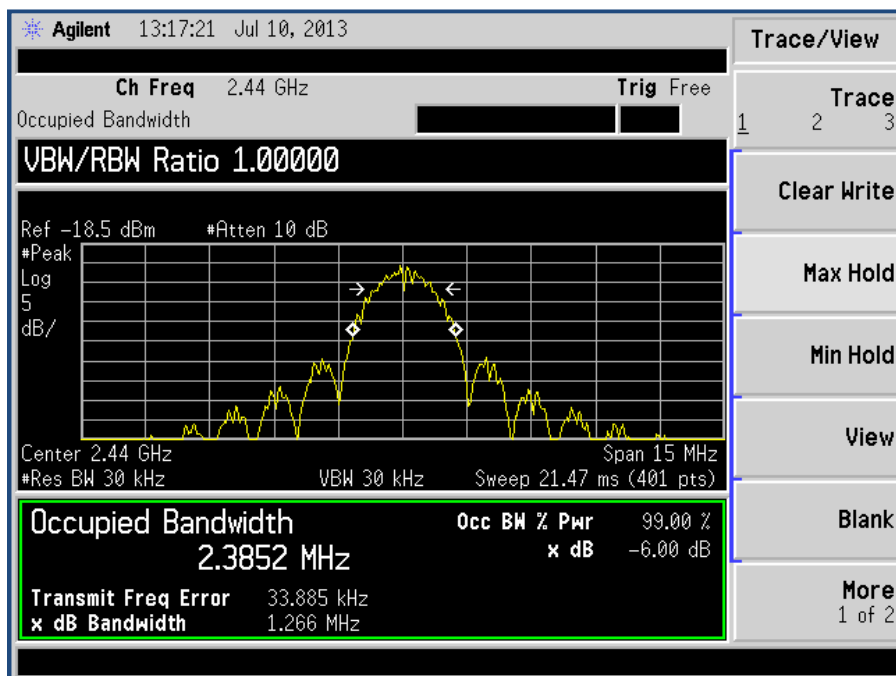 Agilent 13:17:21 Jul 10, 2013
Ch Freq 2.44 GHz Trig Free
Occupied Bandwidth
VBW/RBW Ratio 1.00000
Ref -18.5 dBm #Atten 10 dB
#Peak
Log
5
dB/
Center 2.44 GHz Span 15 MHz
#Res BW 30 kHz VBW 30 kHz Sweep 21.47 ms (401 pts)
Occupied Bandwidth
2.3852 MHz
Occ BW % Pwr 99.00 %
x dB -6.00 dB
Transmit Freq Error 33.885 kHz
x dB Bandwidth 1.266 MHz
Trace/View
Trace
1 2 3
Clear Write
Max Hold
Min Hold
View
Blank
More
1 of 2